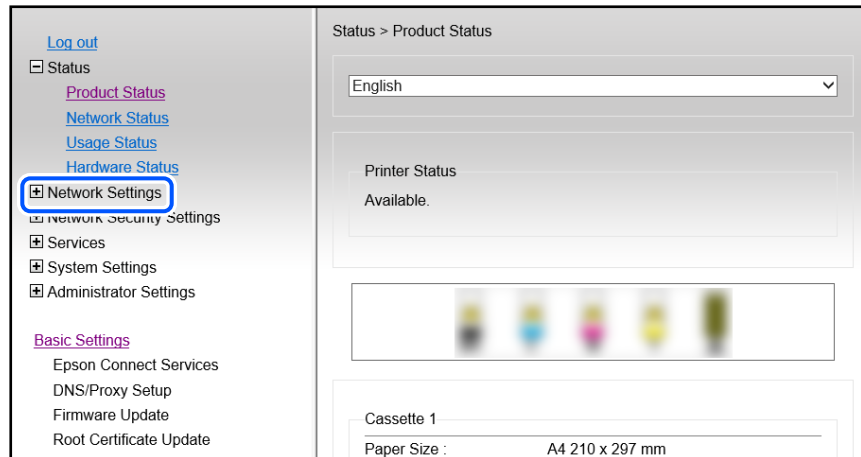 Log out
Status
Product Status
Network Status
Usage Status
Hardware Status
Network Settings
Network Security Settings
Services
System Settings
Administrator Settings
Basic Settings
Epson Connect Services
DNS/Proxy Setup
Firmware Update
Root Certificate Update
Status > Product Status
English
Printer Status
Available.
Cassette 1
Paper Size : A4 210 x 297 mm